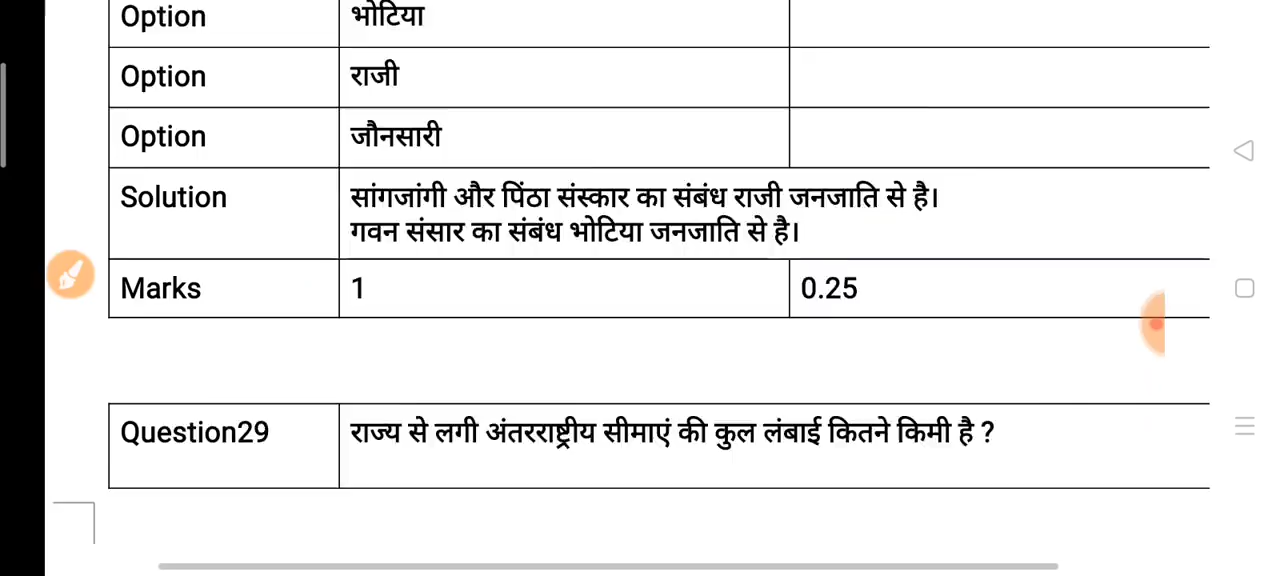 Option भोटिया
Option राजी
Option जौनसारी
Solution सांगजांगी और पिंठा संस्कार का संबंध राजी जनजाति से है।
गवन संसार का संबंध भोटिया जनजाति से है।
Marks 1 0.25
Question29 राज्य से लगी अंतरराष्ट्रीय सीमाएं की कुल लंबाई कितने किमी है ?